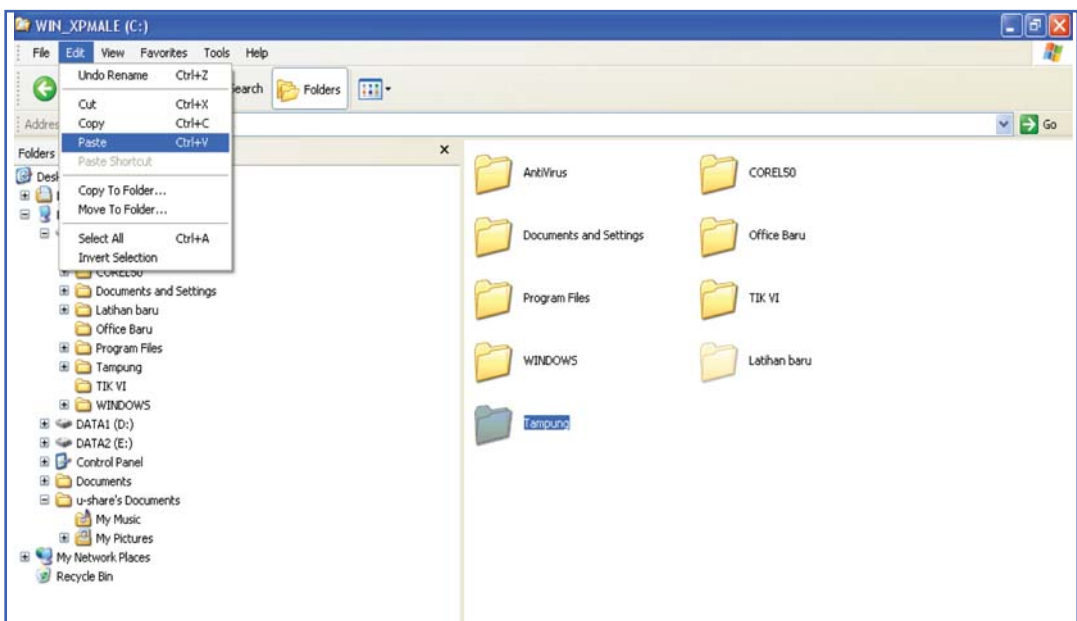 WIN_XPMALE (C:)
File Edit View Favorites Tools Help
Undo Rename Ctrl+Z
Cut Ctrl+X
Copy Ctrl+C
Paste Ctrl+V
Paste Shortcut
Copy To Folder...
Move To Folder...
Select All Ctrl+A
Invert Selection
earch Folders
Addres
Go
Folders
Desk
COREL50
Documents and Settings
Latihan baru
Office Baru
Program Files
Tampung
TIK VI
WINDOWS
DATA1 (D:)
DATA2 (E:)
Control Panel
Documents
u-share's Documents
My Music
My Pictures
My Network Places
Recycle Bin
AntiVirus COREL50
Documents and Settings Office Baru
Program Files TIK VI
WINDOWS Latihan baru
Tampung